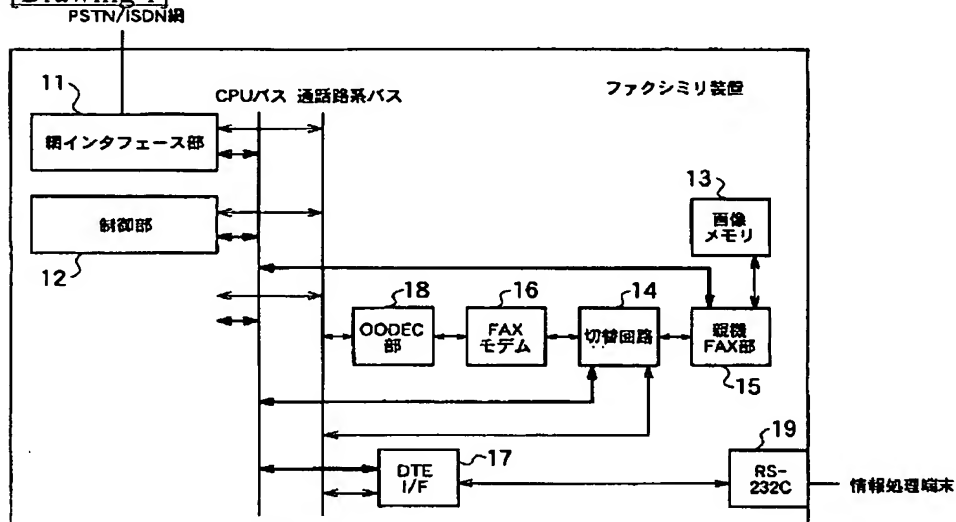 [Drawing 1]
PSTN/ISDN網
11
CPUバス 通話路系バス
ファクシミリ装置
網インタフェース部
13
画像
メモリ
制御部
12
18
16
14
CODEC
部
FAX
モデム
切替回路
親機
FAX部
15
17
19
DTE
I/F
RS-
232C
情報処理端末